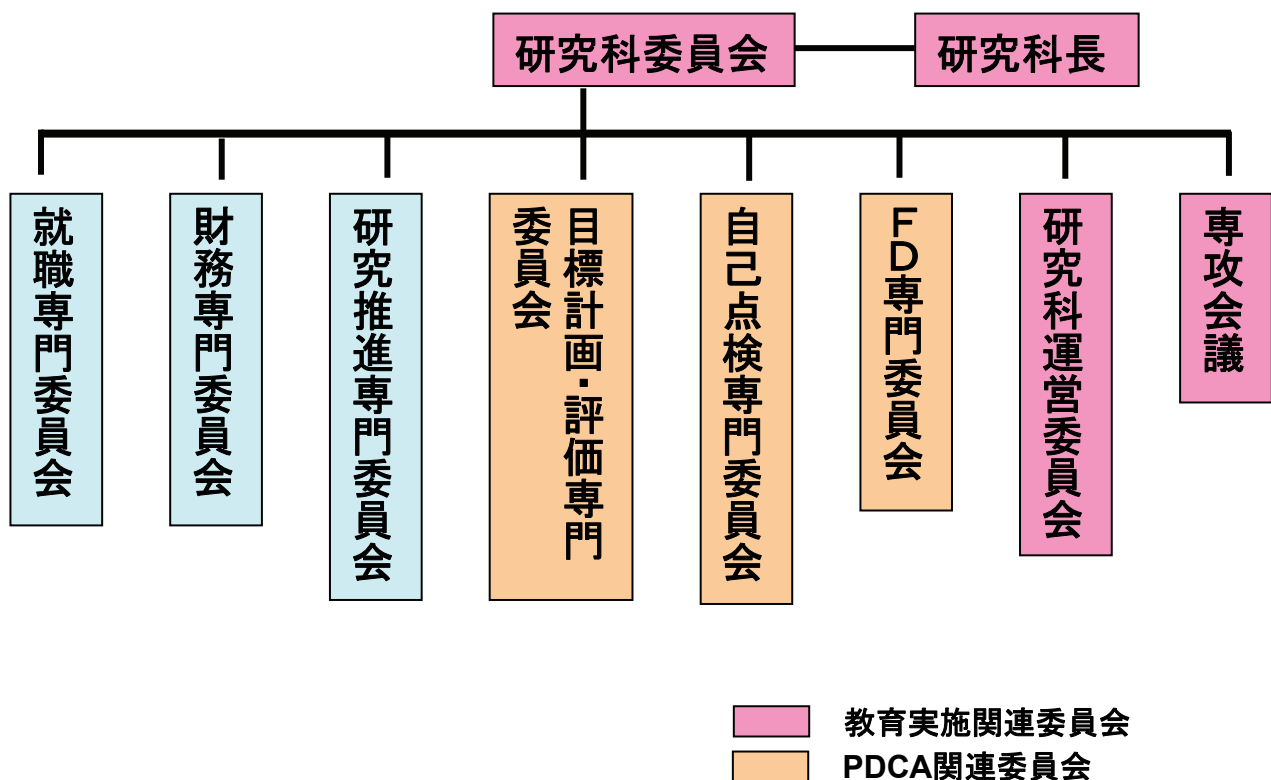 研究科委員会
研究科長
就職専門委員会
財務専門委員会
研究推進専門委員会
目標計画・評価専門
委員会
自己点検専門委員会
FD専門委員会
研究科運営委員会
専攻会議
教育実施関連委員会
PDCA関連委員会